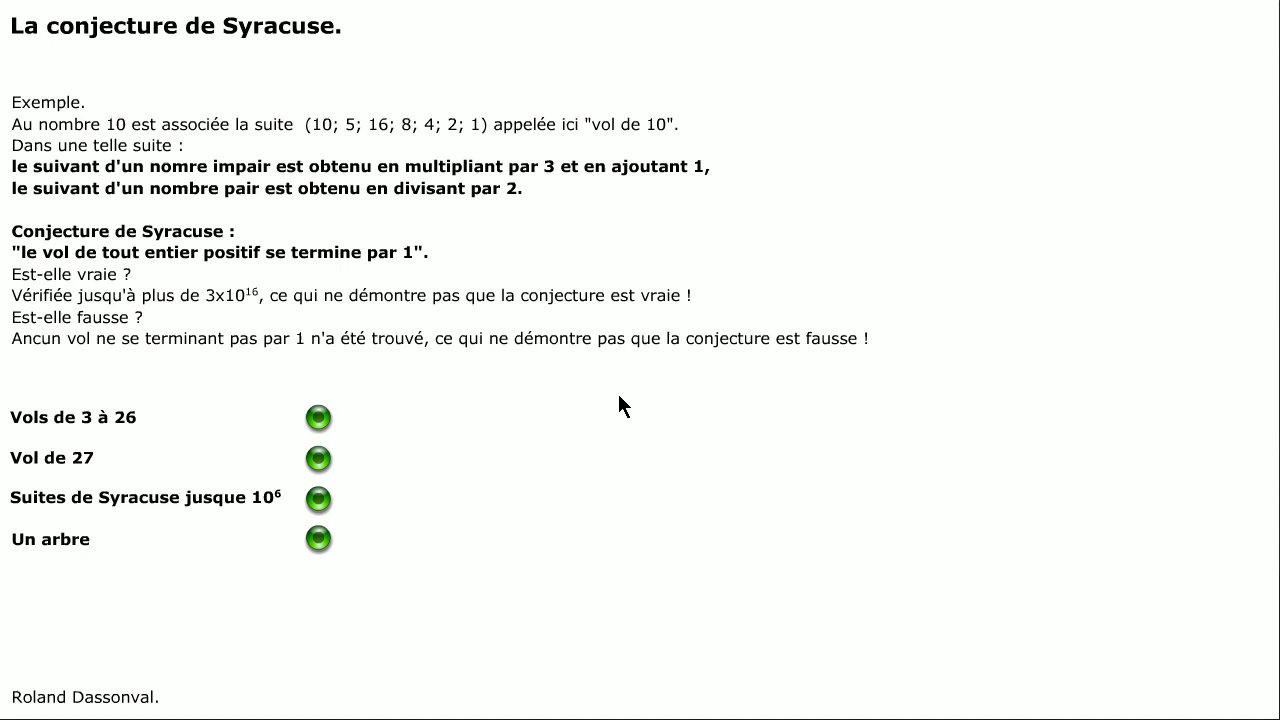 La conjecture de Syracuse.
Exemple.
Au nombre 10 est associée la suite  (10; 5; 16; 8; 4; 2; 1) appelée ici "vol de 10".
Dans une telle suite :
le suivant d'un nomre impair est obtenu en multipliant par 3 et en ajoutant 1,
le suivant d'un nombre pair est obtenu en divisant par 2.
Conjecture de Syracuse :
"le vol de tout entier positif se termine par 1".
Est-elle vraie ?
Vérifiée jusqu'à plus de 3x10¹⁶, ce qui ne démontre pas que la conjecture est vraie !
Est-elle fausse ?
Ancun vol ne se terminant pas par 1 n'a été trouvé, ce qui ne démontre pas que la conjecture est fausse !
Vols de 3 à 26
Vol de 27
Suites de Syracuse jusque 10⁶
Un arbre
Roland Dassonval.